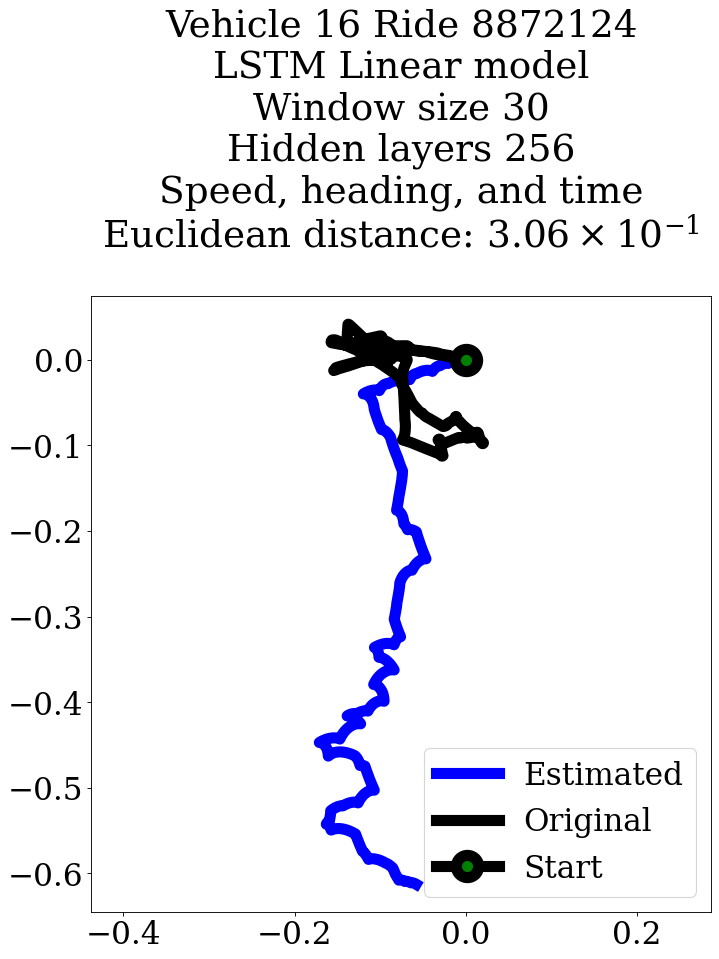 Vehicle 16 Ride 8872124
LSTM Linear model
Window size 30
Hidden layers 256
Speed, heading, and time
Euclidean distance: 3.06 × 10⁻¹
0.0
−0.1
−0.2
−0.3
−0.4
−0.5
−0.6
Estimated
Original
Start
−0.4 −0.2 0.0 0.2